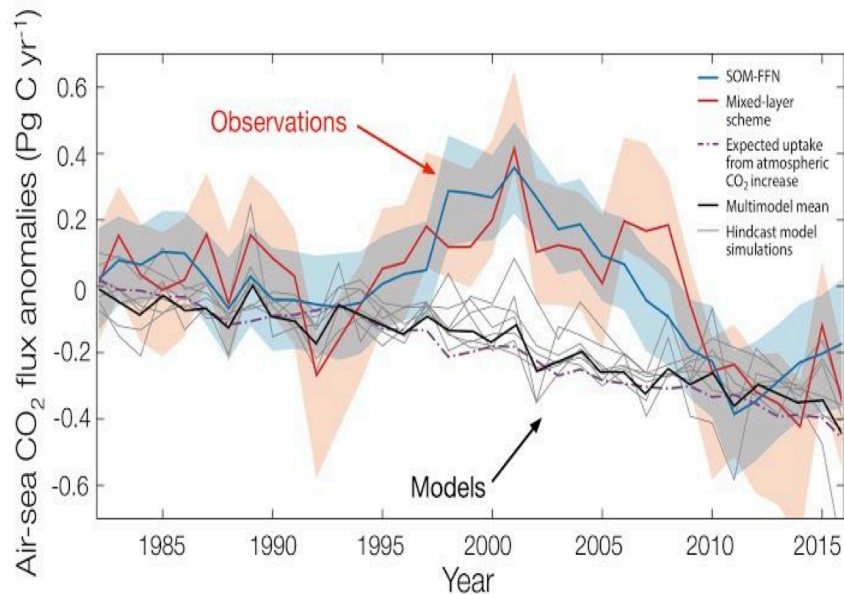 Air-sea CO2 flux anomalies (Pg C yr-1)
0.6
0.4
0.2
0
-0.2
-0.4
-0.6
Observations
Models
SOM-FFN
Mixed-layer
scheme
Expected uptake
from atmospheric
CO2 increase
Multimodel mean
Hindcast model
simulations
1985
1990
1995
2000
2005
2010
2015
Year